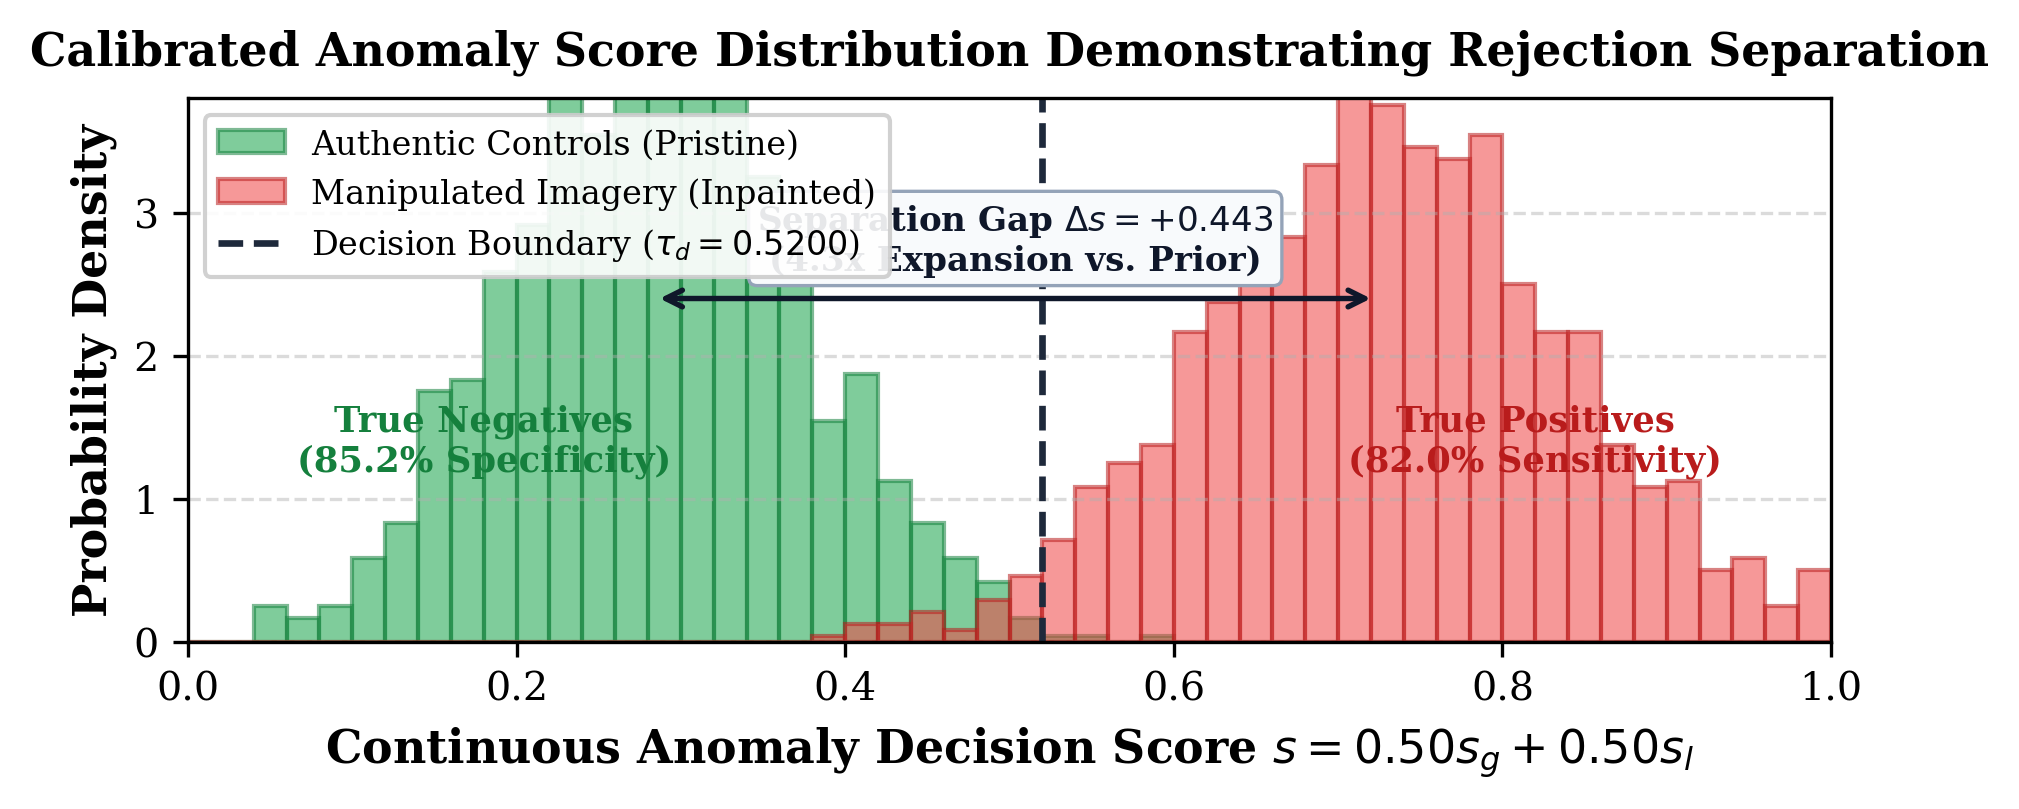 Calibrated Anomaly Score Distribution Demonstrating Rejection Separation
Authentic Controls (Pristine)
Manipulated Imagery (Inpainted)
Decision Boundary (τ_d = 0.5200)
Separation Gap Δs = +0.443
(4.3x Expansion vs. Prior)
True Negatives
(85.2% Specificity)
True Positives
(82.0% Sensitivity)
Probability Density
3
2
1
0
0.0 0.2 0.4 0.6 0.8 1.0
Continuous Anomaly Decision Score s = 0.50s_g + 0.50s_l